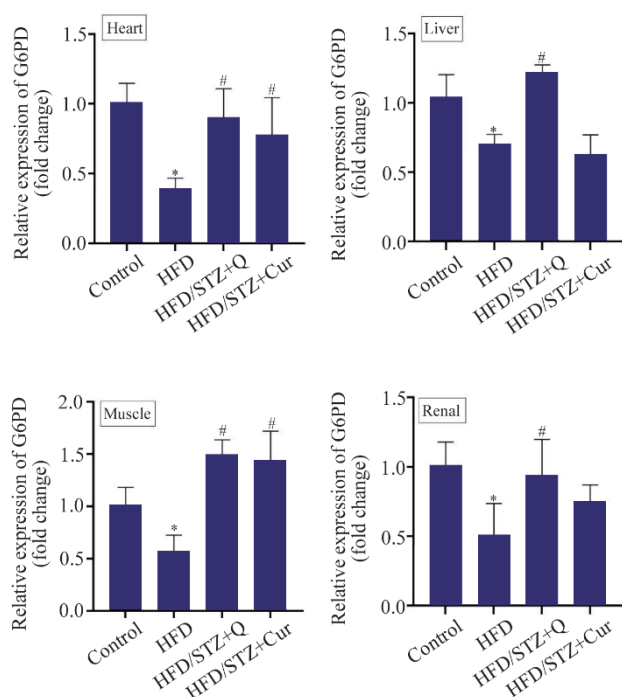 Heart
Relative expression of G6PD
(fold change)
1.5
1.0
0.5
0.0
#
#
*
Control
HFD
HFD/STZ+Q
HFD/STZ+Cur
Liver
Relative expression of G6PD
(fold change)
1.5
1.0
0.5
0.0
#
*
Control
HFD
HFD/STZ+Q
HFD/STZ+Cur
Muscle
Relative expression of G6PD
(fold change)
2.0
1.5
1.0
0.5
0.0
#
#
*
Control
HFD
HFD/STZ+Q
HFD/STZ+Cur
Renal
Relative expression of G6PD
(fold change)
1.5
1.0
0.5
0.0
#
*
Control
HFD
HFD/STZ+Q
HFD/STZ+Cur